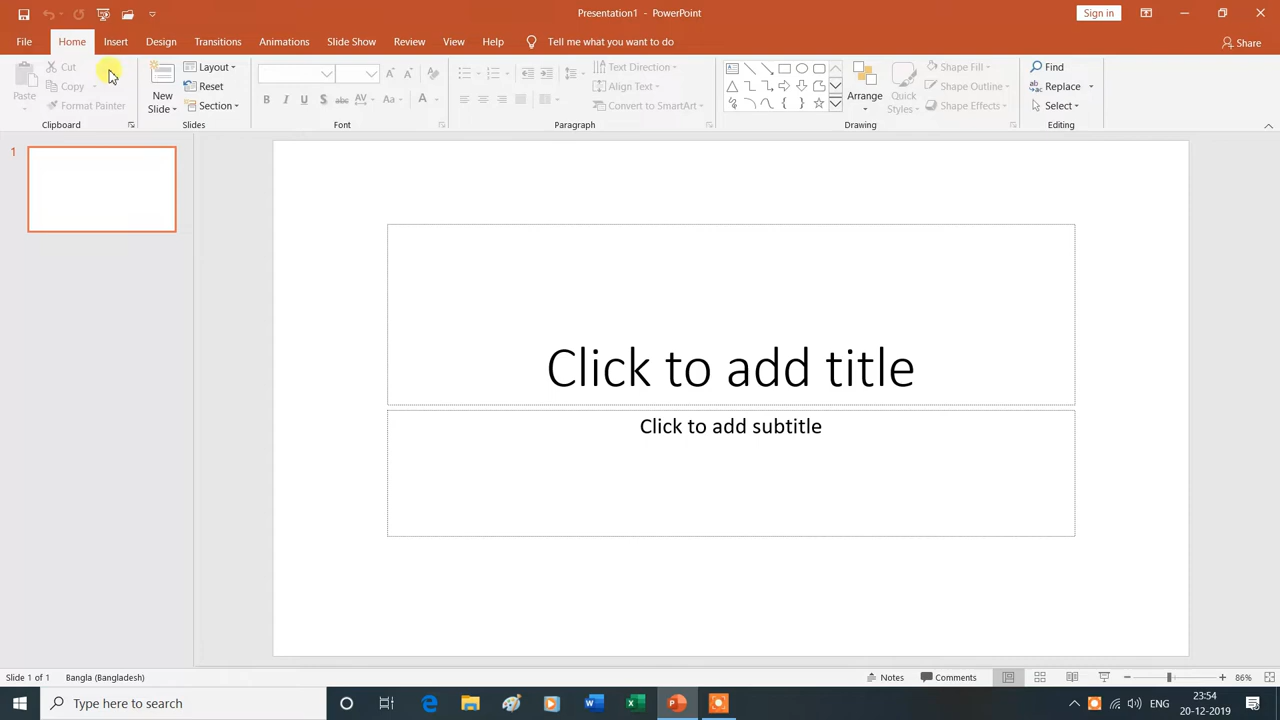 Presentation1 - PowerPoint
Sign in
File Home Insert Design Transitions Animations Slide Show Review View Help Tell me what you want to do Share
Paste
Cut
Copy
Format Painter
Clipboard
New
Slide
Layout
Reset
Section
Slides
B I U S abc AV Aa A
Font
Text Direction
Align Text
Convert to SmartArt
Paragraph
Arrange
Quick
Styles
Shape Fill
Shape Outline
Shape Effects
Drawing
Find
Replace
Select
Editing
1
Click to add title
Click to add subtitle
Slide 1 of 1 Bangla (Bangladesh) Notes Comments 86%
Type here to search
ENG
23:54
20-12-2019